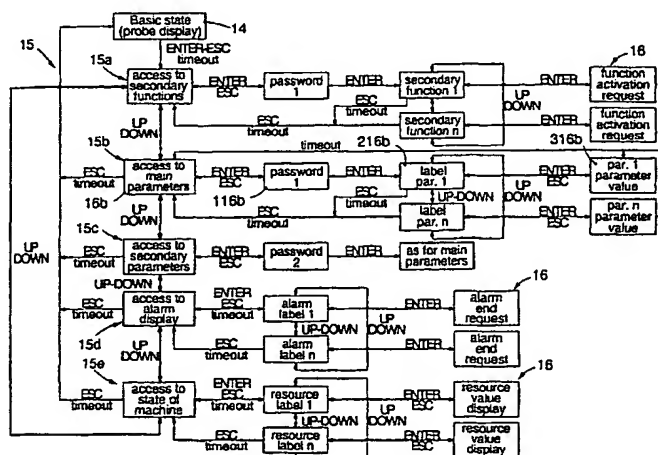 Basic state
(probe display)
14
15
ENTER-ESC
timeout
16
15a
access to
secondary
functions
ENTER
ESC
password
1
ENTER
secondary
function 1
ENTER
function
activation
request
UP
DOWN
ESC
timeout
UP
DOWN
ESC
timeout
secondary
function n
ENTER
function
activation
request
15b
timeout
216b
316b
ESC
timeout
access to
main
parameters
ENTER
ESC
password
1
ENTER
label
par. 1
ENTER
ESC
par. 1
parameter
value
16b
116b
ESC
timeout
UP-DOWN
UP
DOWN
UP
DOWN
ESC
timeout
label
par. n
ENTER
ESC
par. n
parameter
value
15c
UP
DOWN
ESC
timeout
access to
secondary
parameters
ENTER
ESC
password
2
ENTER
as for main
parameters
UP-DOWN
16
ESC
timeout
access to
alarm
display
ENTER
ESC
timeout
alarm
label 1
ENTER
alarm
end
request
UP-DOWN
UP
DOWN
15d
UP
DOWN
ESC
timeout
alarm
label n
ENTER
alarm
end
request
15e
16
ESC
timeout
access to
state of
machine
ENTER
ESC
resource
label 1
ENTER
ESC
resource
value
display
UP-DOWN
UP
DOWN
ESC
timeout
resource
label n
ENTER
ESC
resource
value
display